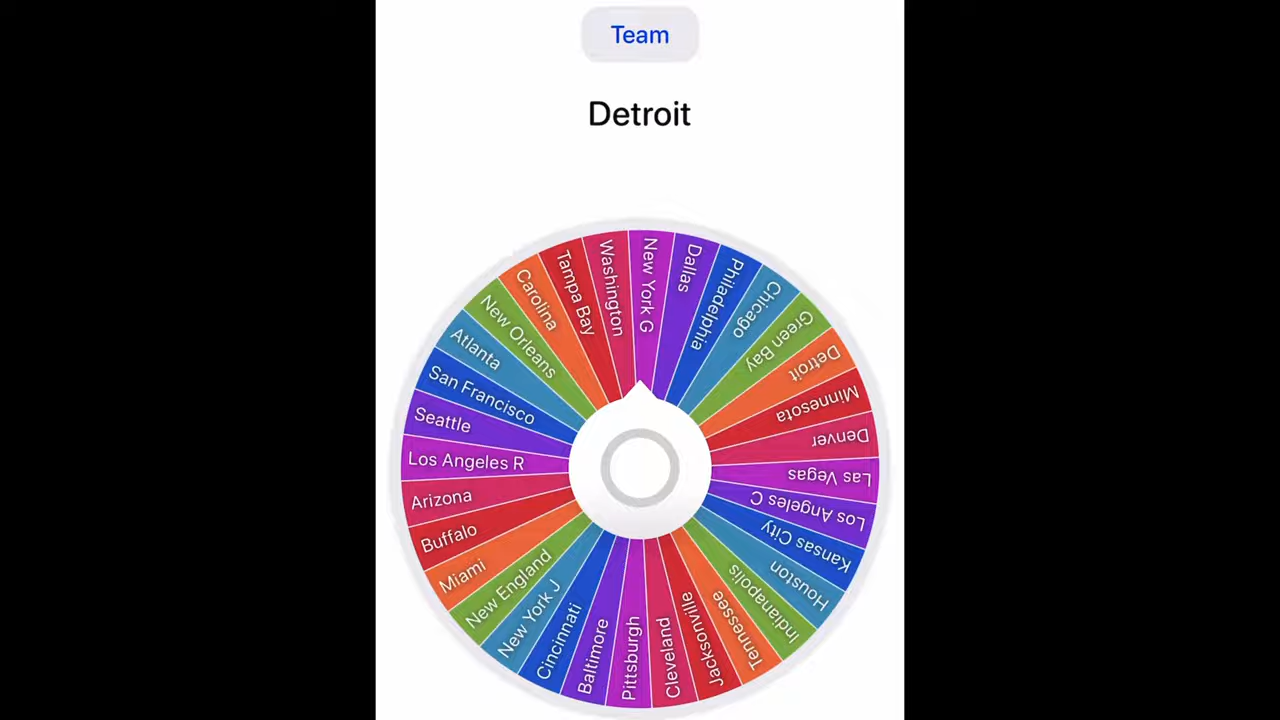 Team
Detroit
New York G
Dallas
Philadelphia
Chicago
Green Bay
Detroit
Minnesota
Denver
Las Vegas
Los Angeles C
Kansas City
Houston
Indianapolis
Tennessee
Jacksonville
Cleveland
Pittsburgh
Baltimore
Cincinnati
New York J
New England
Miami
Buffalo
Arizona
Los Angeles R
Seattle
San Francisco
Atlanta
New Orleans
Carolina
Tampa Bay
Washington